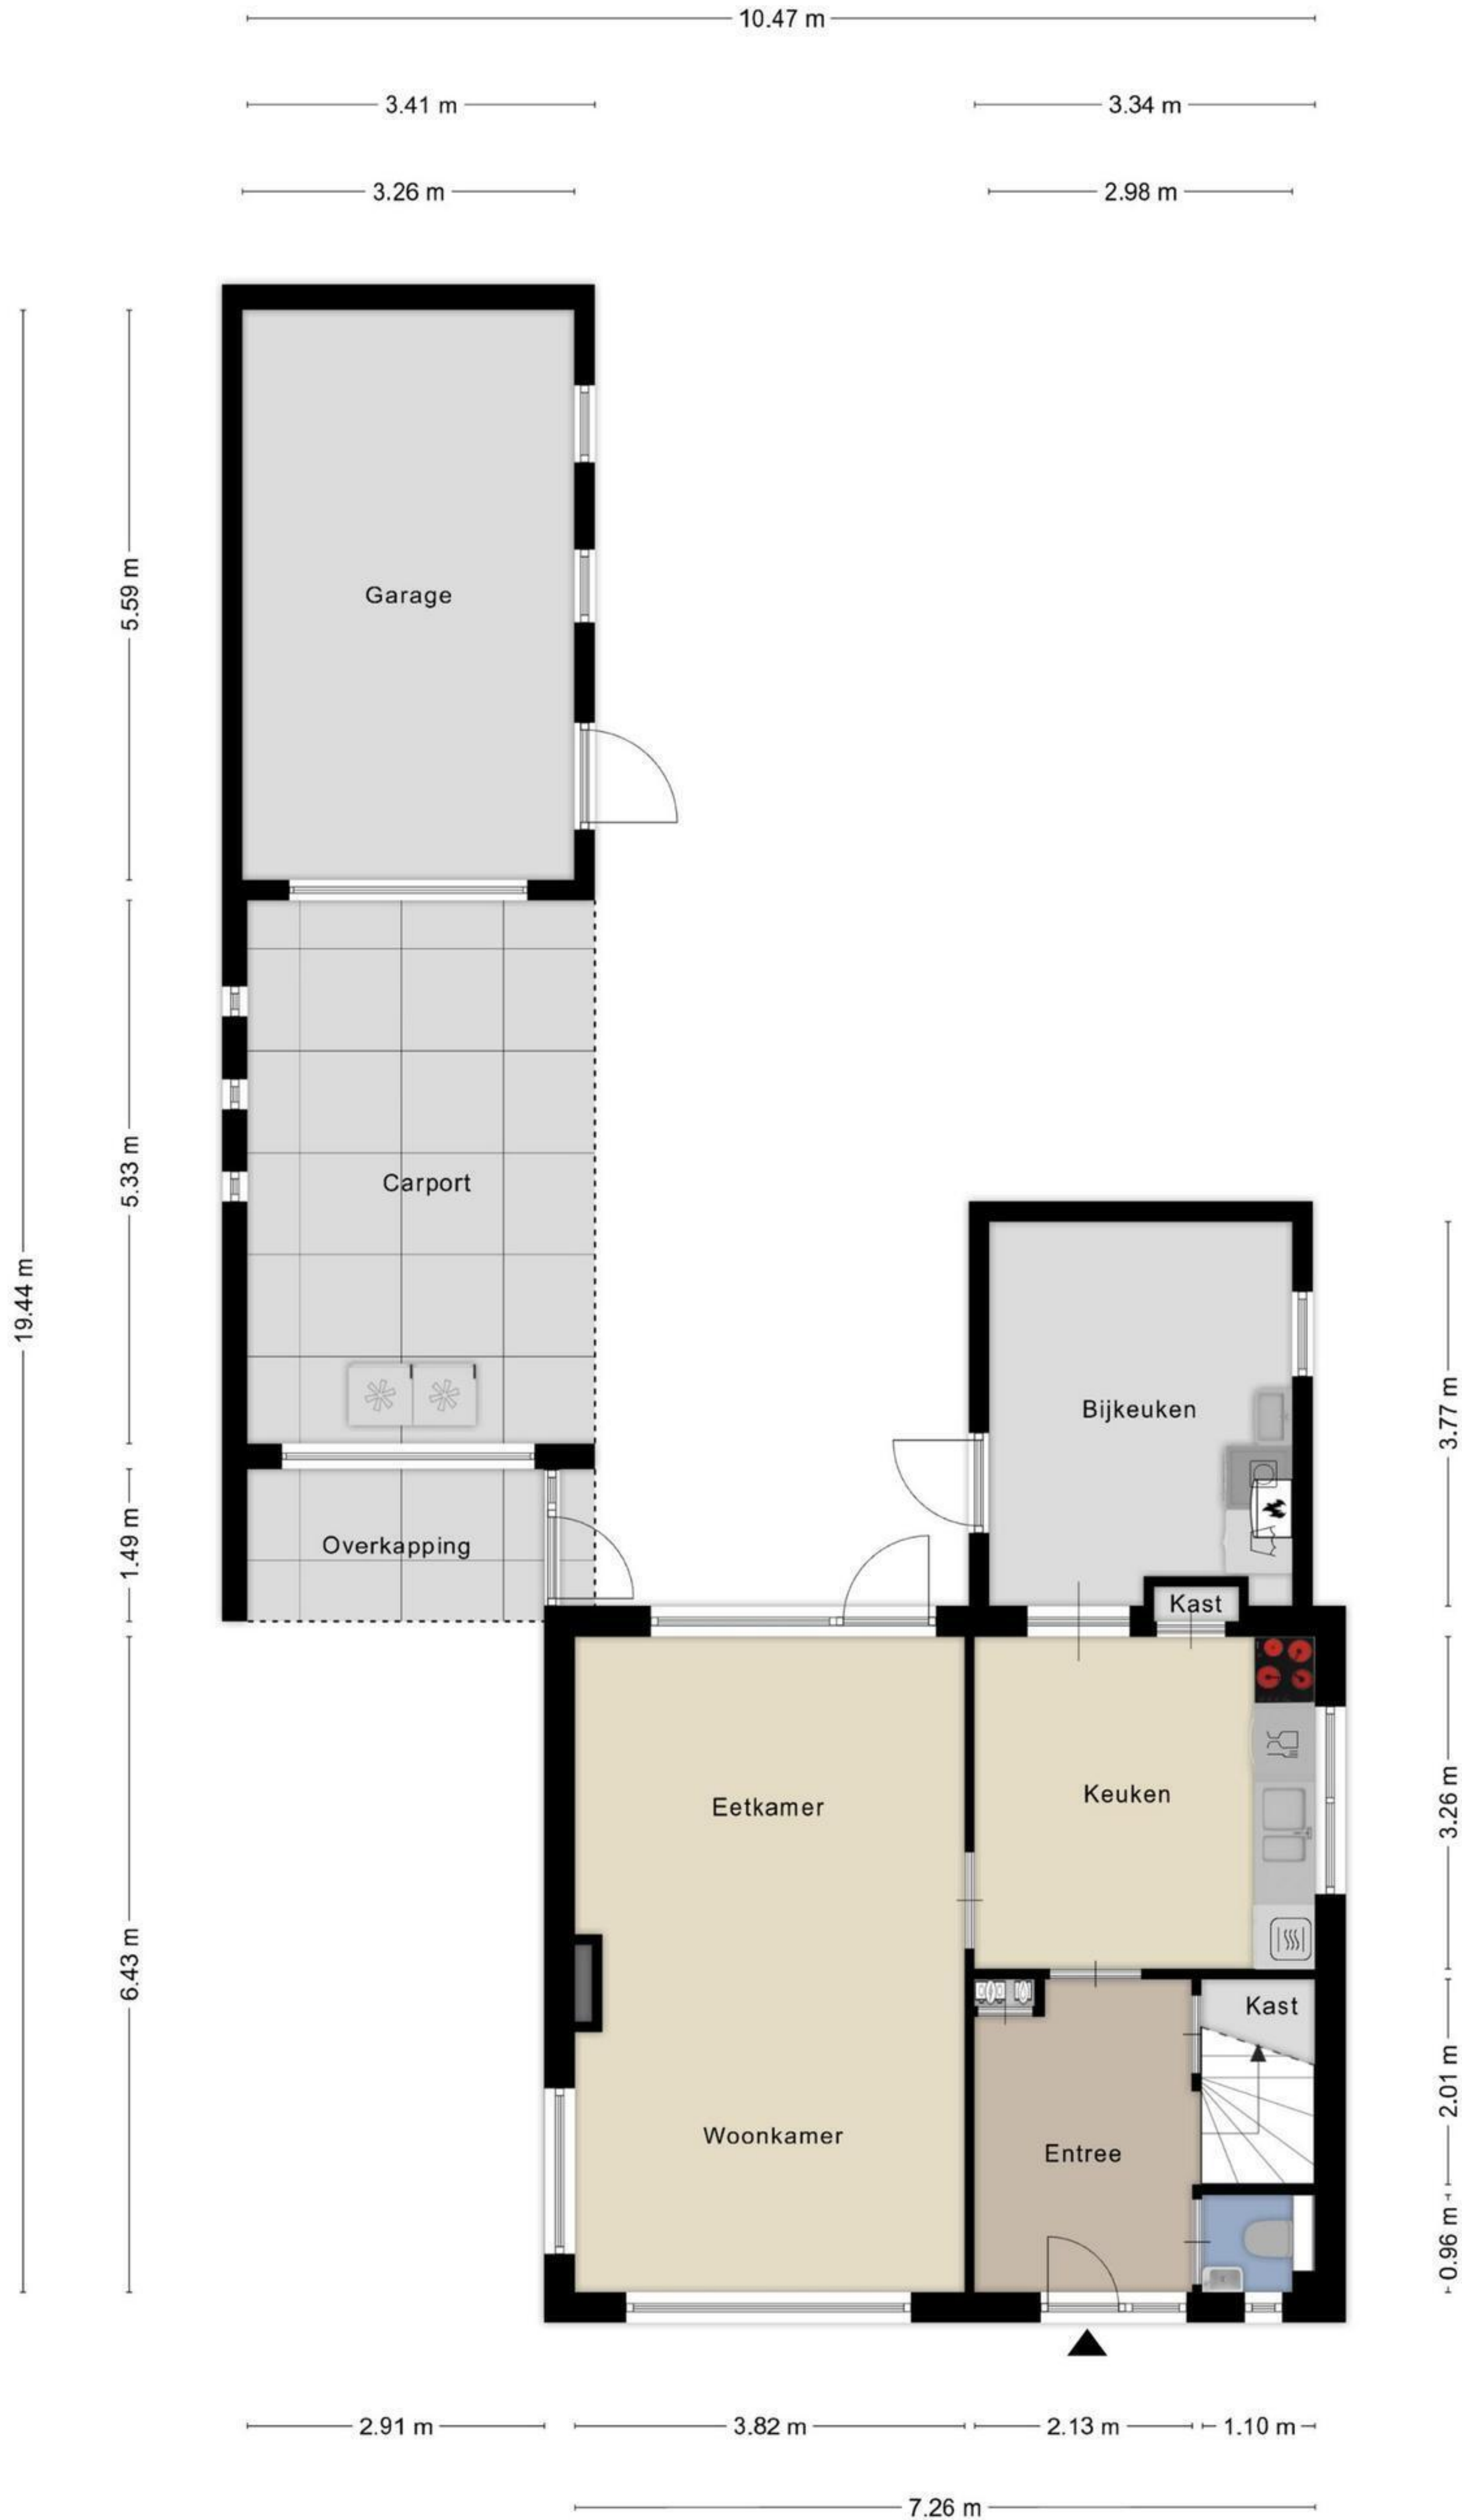 10.47 m
3.41 m
3.34 m
3.26 m
2.98 m
Garage
5.59 m
Carport
5.33 m
19.44 m
Bijkeuken
3.77 m
Overkapping
1.49 m
Kast
Eetkamer
Keuken
3.26 m
6.43 m
Kast
2.01 m
Woonkamer
Entree
0.96 m
2.91 m
3.82 m
2.13 m
1.10 m
7.26 m